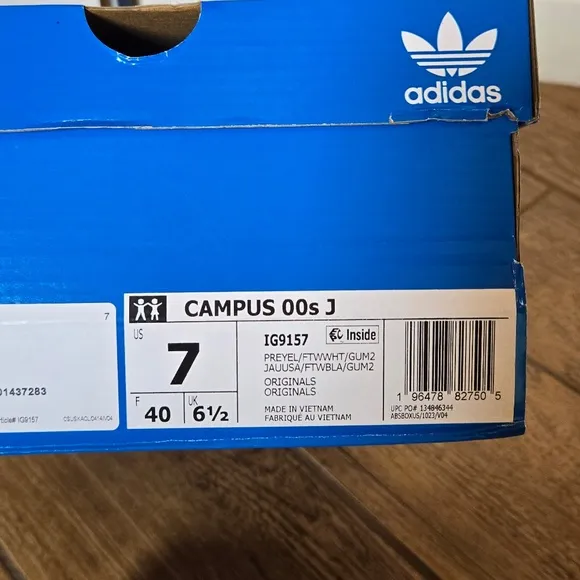 adidas
7
01437283
Article# IG9157
CAMPUS 00s J
US
7
F
40
UK
6½
IG9157
Inside
PREYEL/FTWWHT/GUM2
JAUUSA/FTWBLA/GUM2
ORIGINALS
ORIGINALS
MADE IN VIETNAM
FABRIQUÉ AU VIETNAM
1 96478 82750 5
UPC PO# 134846344
ABSBOXUS/1023/V04